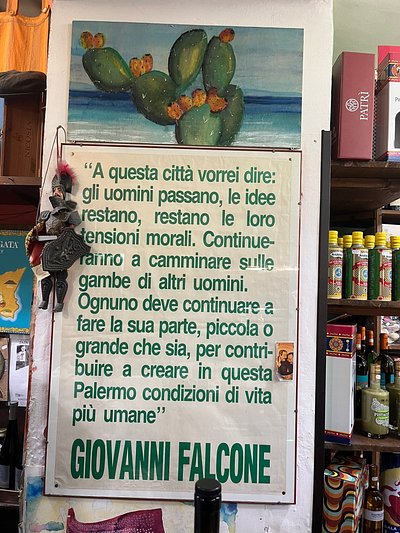 “A questa città vorrei dire:
gli uomini passano, le idee
restano, restano le loro
tensioni morali. Continue-
ranno a camminare sulle
gambe di altri uomini.
Ognuno deve continuare a
fare la sua parte, piccola o
grande che sia, per contri-
buire a creare in questa
Palermo condizioni di vita
più umane”
GIOVANNI FALCONE
PATRÌ